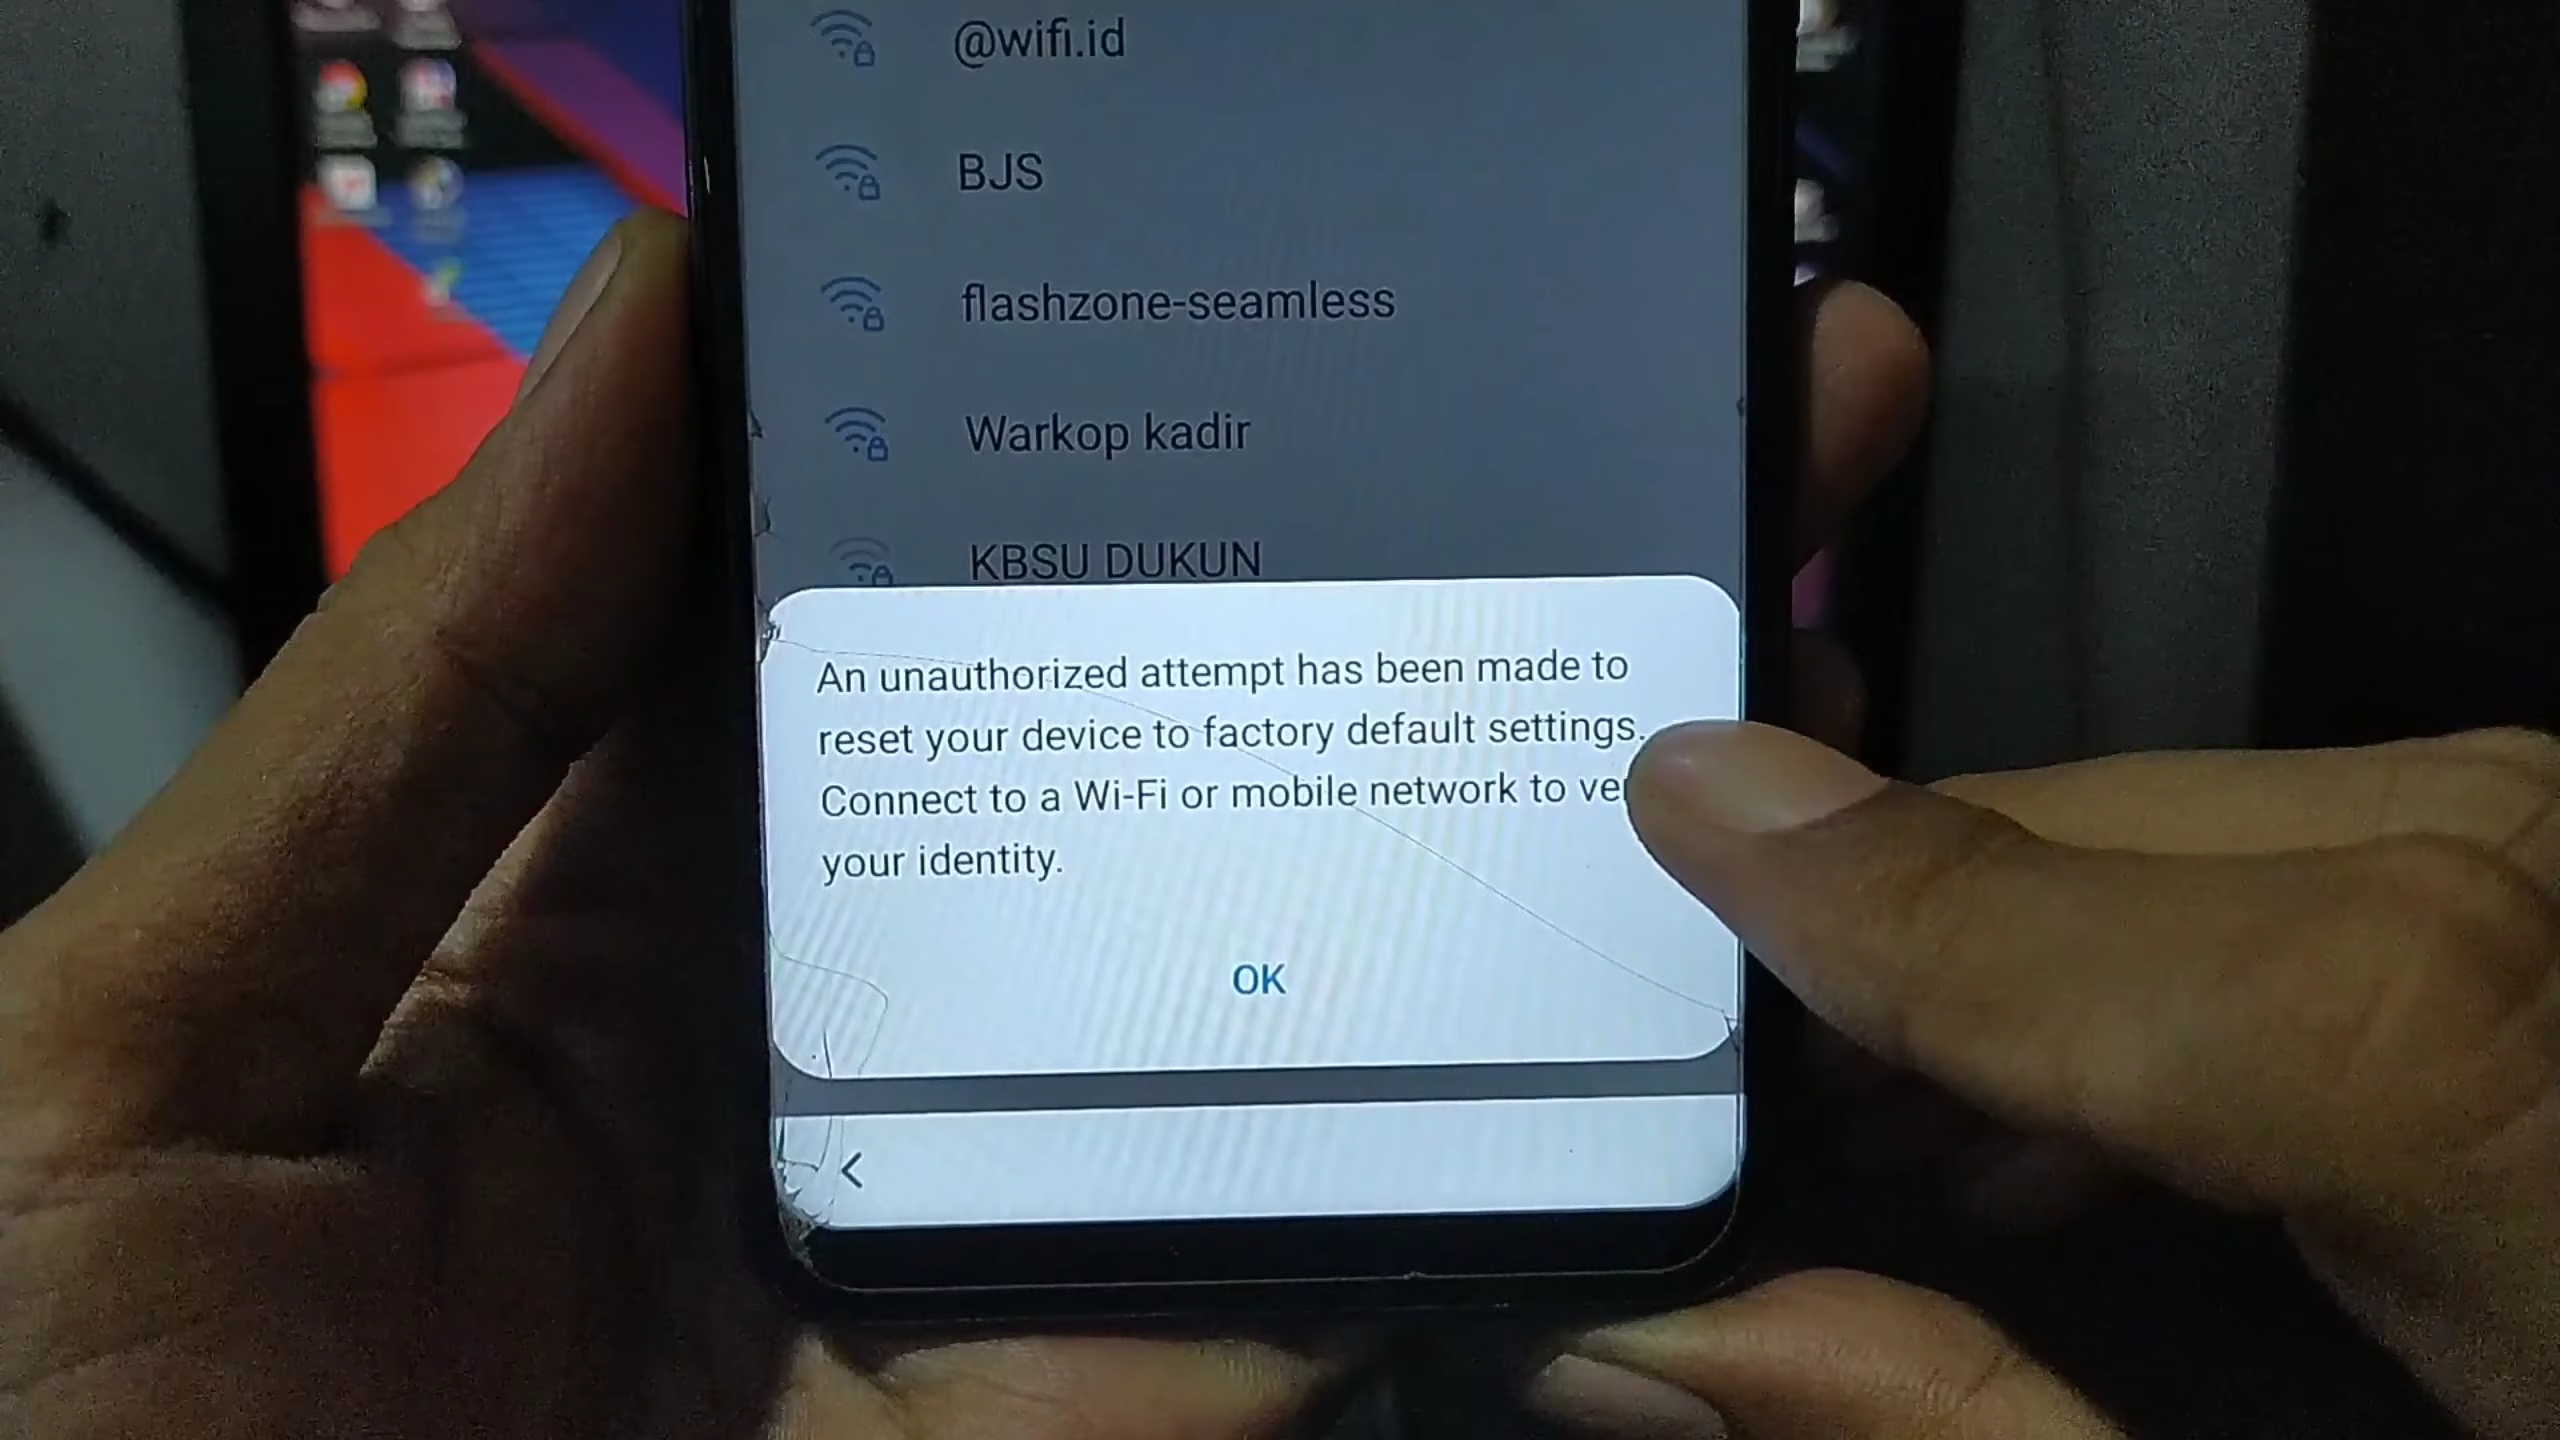 @wifi.id
BJS
flashzone-seamless
Warkop kadir
KBSU DUKUN
An unauthorized attempt has been made to
reset your device to factory default settings.
Connect to a Wi-Fi or mobile network to
your identity.
OK